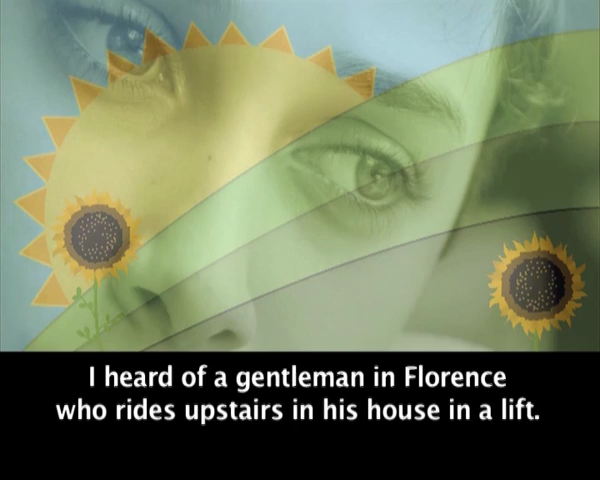 I heard of a gentleman in Florence
who rides upstairs in his house in a lift.